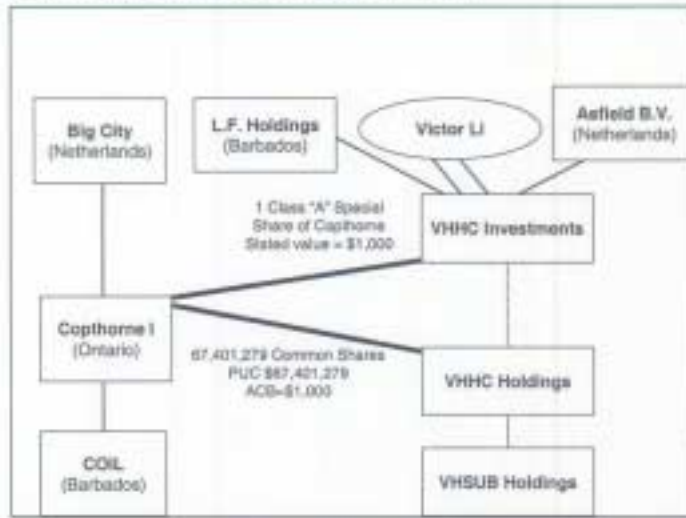 Big City
(Netherlands)
L.F. Holdings
(Barbados)
Victor Li
Asfield B.V.
(Netherlands)
1 Class "A" Special
Share of Copthorne
Stated value = $1,000
VHHC Investments
Copthorne I
(Ontario)
67,401,279 Common Shares
PUC $67,401,279
ACB=$1,000
VHHC Holdings
COIL
(Barbados)
VHSUB Holdings